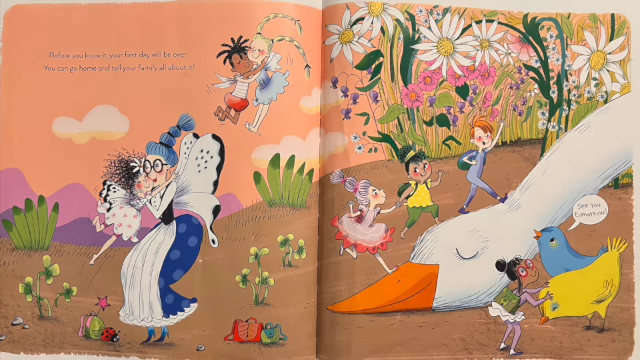 Before you know it, your first day will be over.
You can go home and tell your family all about it!
See you
tomorrow!